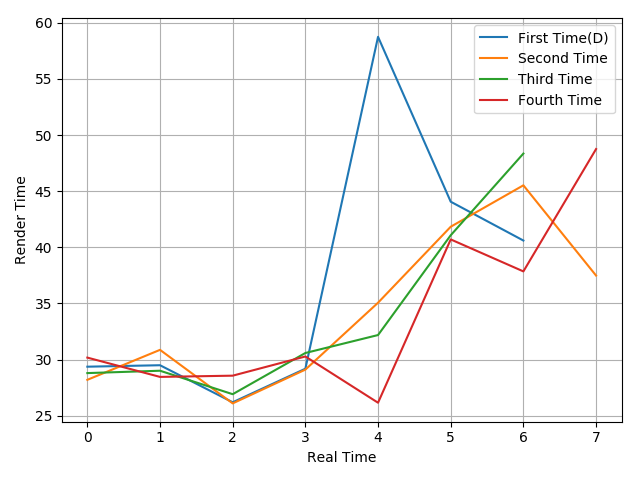 60
55
50
45
40
35
30
25
Render Time
0 1 2 3 4 5 6 7
Real Time
First Time(D)
Second Time
Third Time
Fourth Time